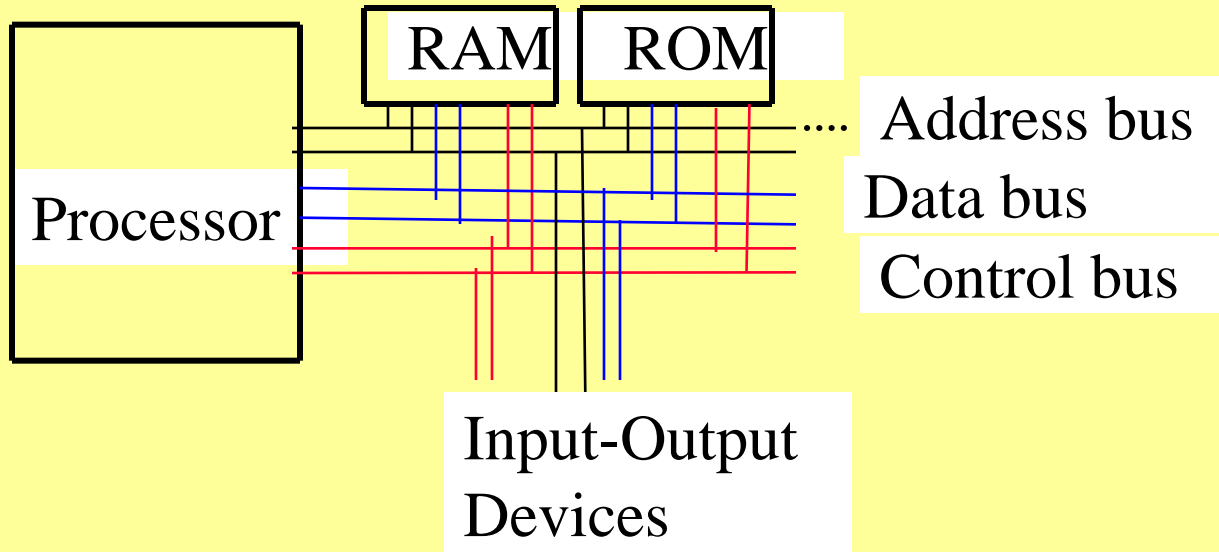 RAM ROM
.... Address bus
Data bus
Processor
Control bus
Input-Output
Devices